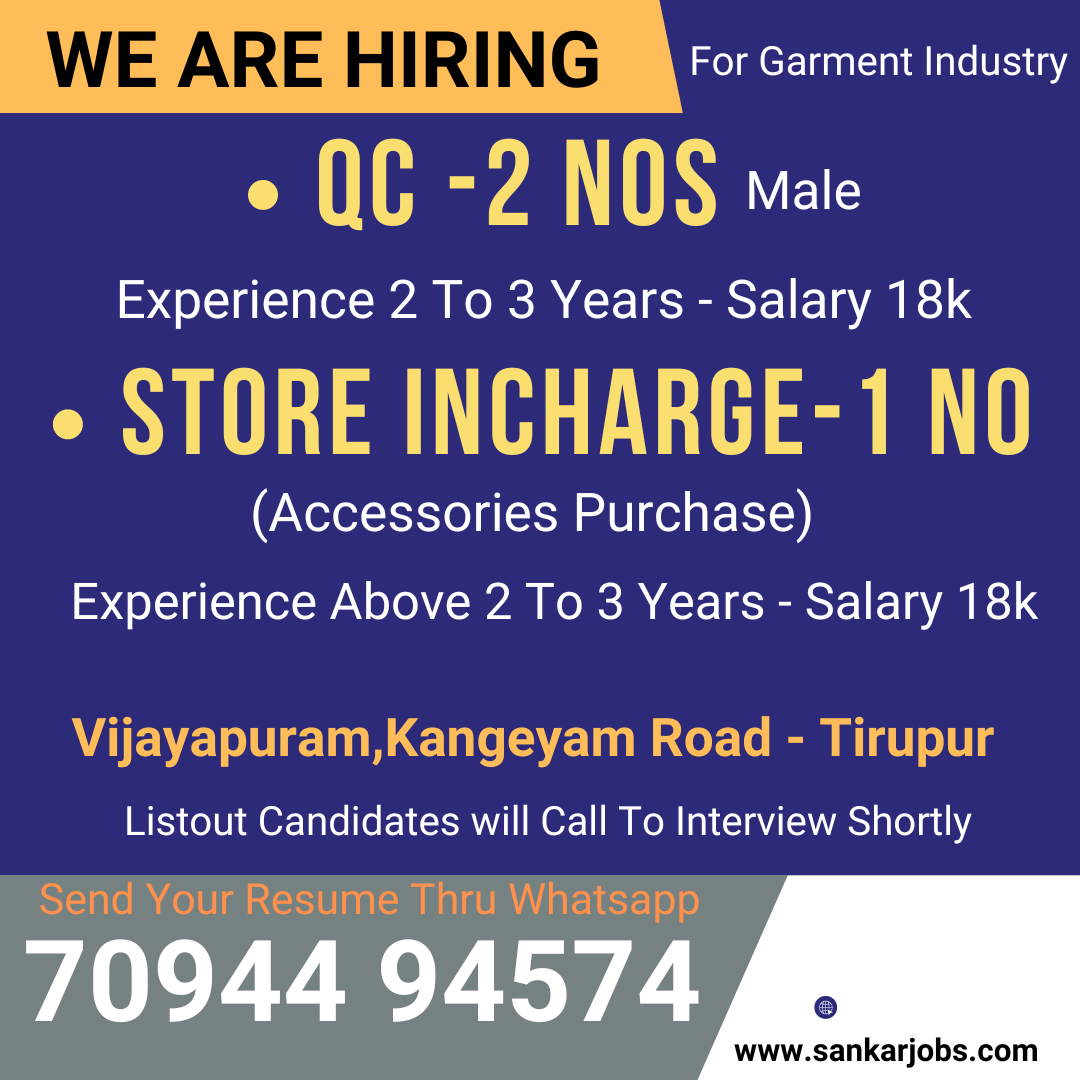 WE ARE HIRING
For Garment Industry
• QC -2 NOS Male
Experience 2 To 3 Years - Salary 18k
• STORE INCHARGE-1 NO
(Accessories Purchase)
Experience Above 2 To 3 Years - Salary 18k
Vijayapuram,Kangeyam Road - Tirupur
Listout Candidates will Call To Interview Shortly
Send Your Resume Thru Whatsapp
70944 94574
www.sankarjobs.com